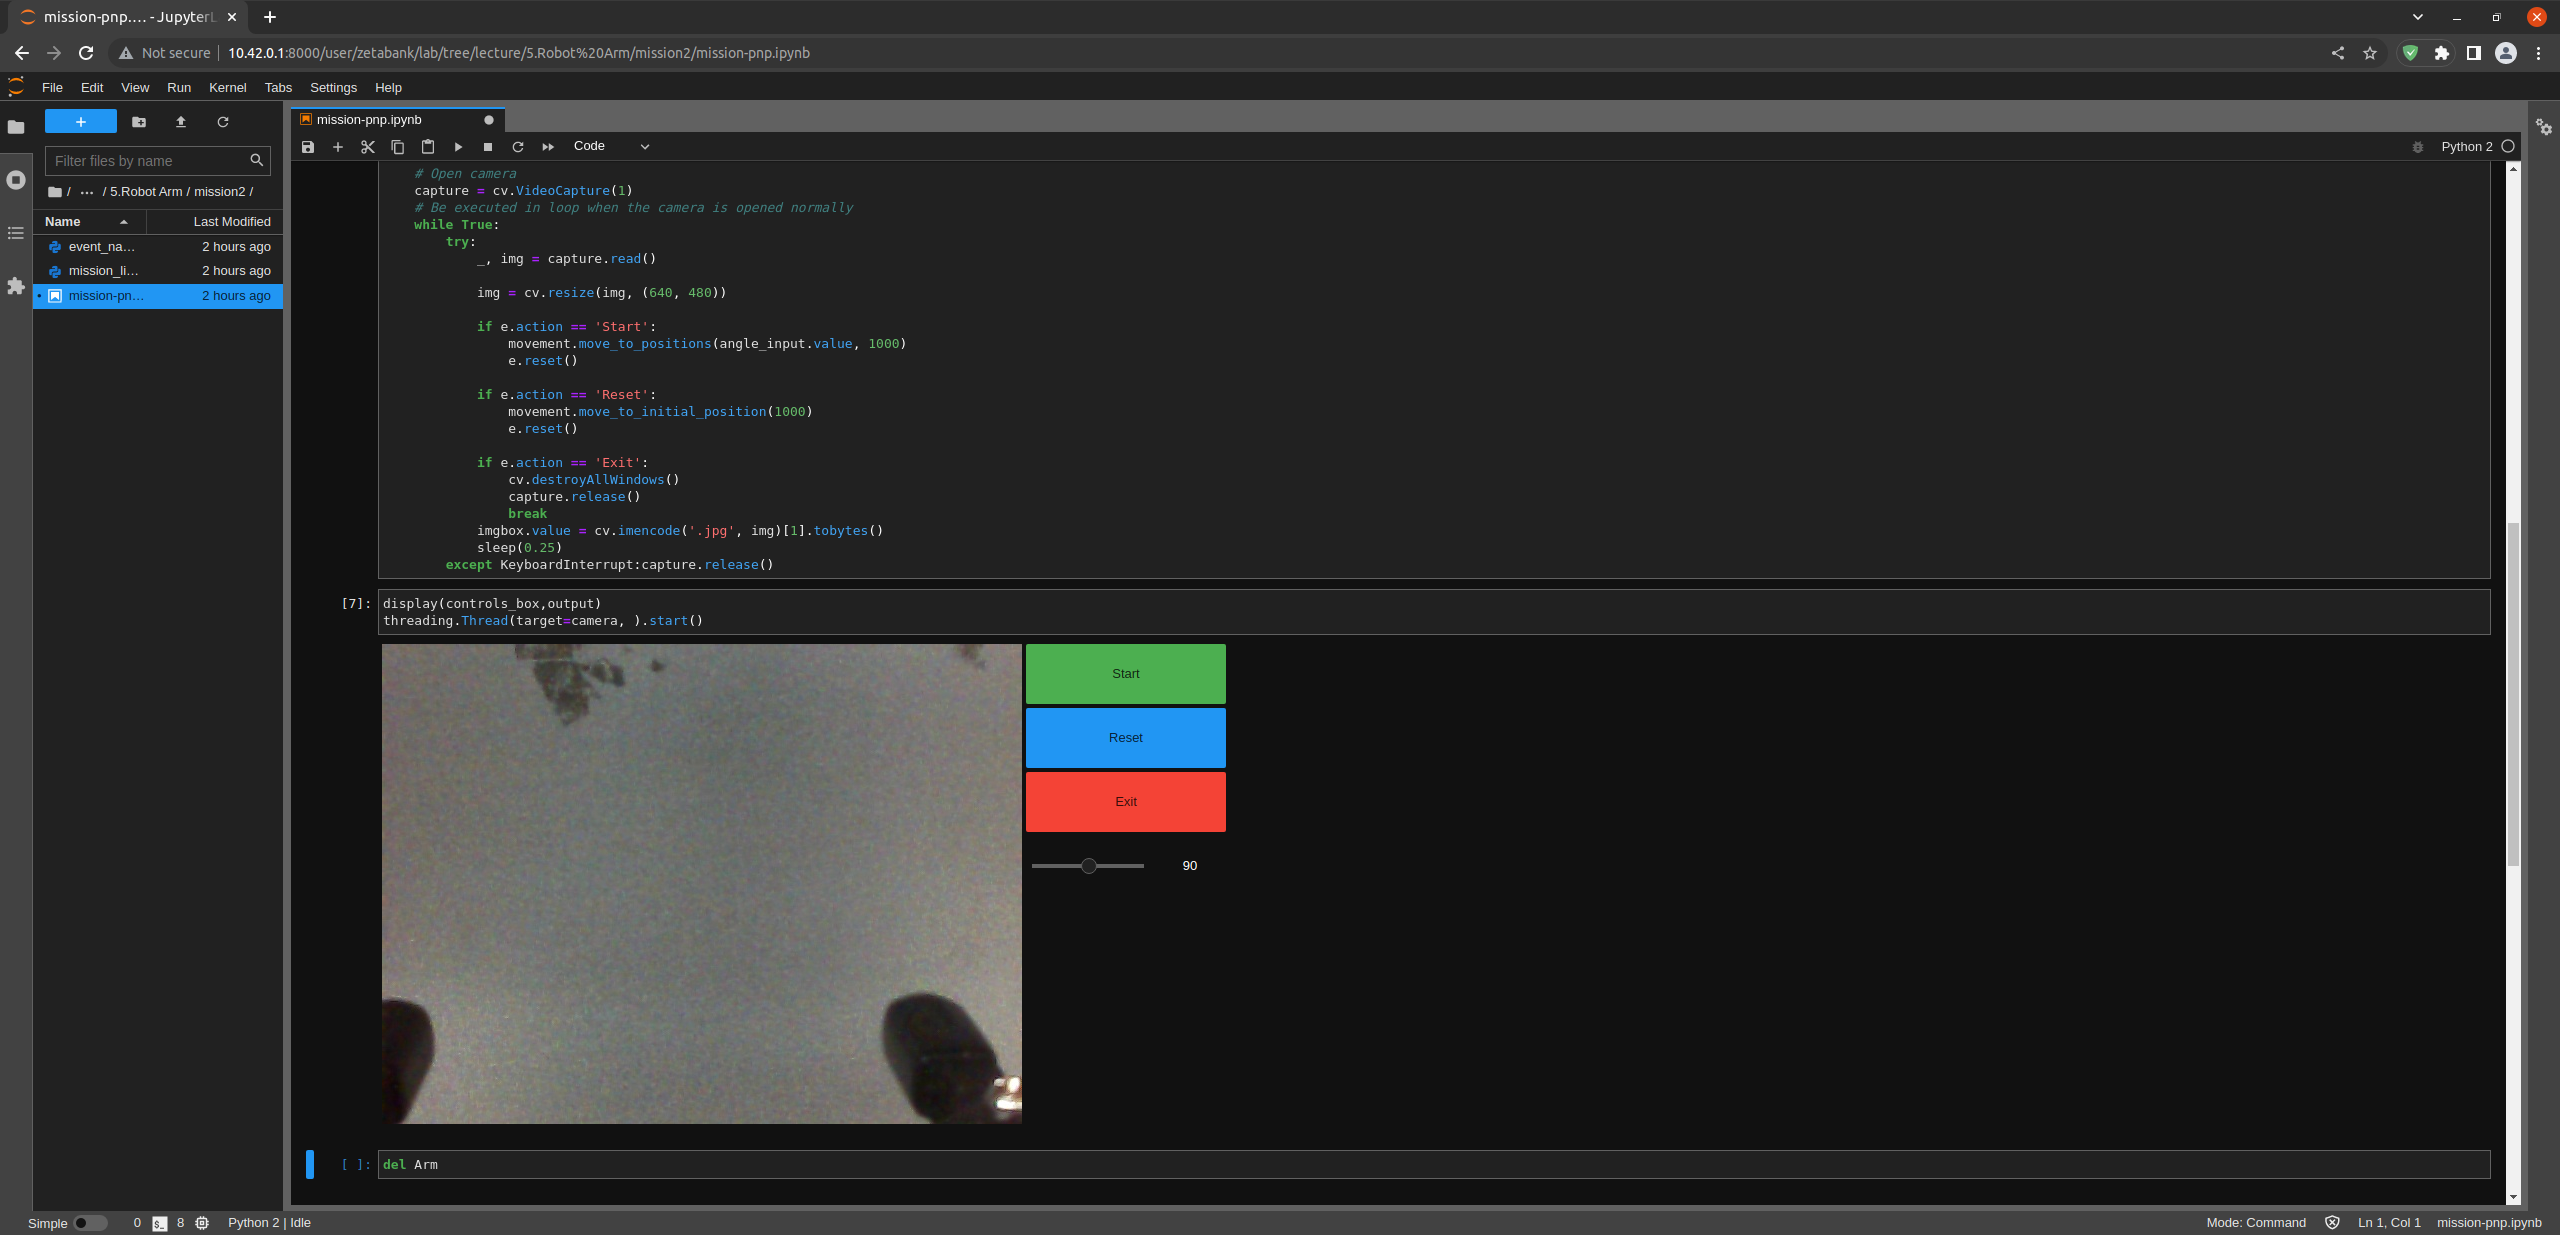 mission-pnp.... - JupyterL
Not secure | 10.42.0.1:8000/user/zetabank/lab/tree/lecture/5.Robot%20Arm/mission2/mission-pnp.ipynb
File Edit View Run Kernel Tabs Settings Help
mission-pnp.ipynb
Code
Python 2
Filter files by name
/ ... / 5.Robot Arm / mission2 /
Name Last Modified
event_na… 2 hours ago
mission_li… 2 hours ago
mission-pn… 2 hours ago
# Open camera
capture = cv.VideoCapture(1)
# Be executed in loop when the camera is opened normally
while True:
try:
_, img = capture.read()
img = cv.resize(img, (640, 480))
if e.action == 'Start':
movement.move_to_positions(angle_input.value, 1000)
e.reset()
if e.action == 'Reset':
movement.move_to_initial_position(1000)
e.reset()
if e.action == 'Exit':
cv.destroyAllWindows()
capture.release()
break
imgbox.value = cv.imencode('.jpg', img)[1].tobytes()
sleep(0.25)
except KeyboardInterrupt:capture.release()
[7]: display(controls_box,output)
threading.Thread(target=camera, ).start()
Start
Reset
Exit
90
[ ]: del Arm
Simple 0 8 Python 2 | Idle Mode: Command Ln 1, Col 1 mission-pnp.ipynb